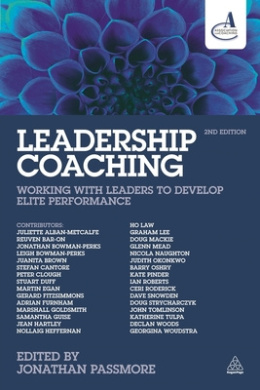 LEADERSHIP
2ND EDITION
COACHING
WORKING WITH LEADERS TO DEVELOP
ELITE PERFORMANCE
CONTRIBUTORS:
JULIETTE ALBAN-METCALFE
REUVEN BAR-ON
JONATHAN BOWMAN-PERKS
LEIGH BOWMAN-PERKS
JUANITA BROWN
STEFAN CANTORE
PETER CLOUGH
STUART DUFF
MARTIN EGAN
GERARD FITZSIMMONS
ADRIAN FURNHAM
MARSHALL GOLDSMITH
SAMANTHA GUISE
JEAN HARTLEY
NOLLAIG HEFFERNAN
HO LAW
GRAHAM LEE
DOUG MACKIE
GLENN MEAD
NICOLA NAUGHTON
JUDITH OKONKWO
BARRY OSHRY
KATE PINDER
IAN ROBERTS
CERI RODERICK
DAVE SNOWDEN
DOUG STRYCHARCZYK
JOHN TOMLINSON
KATHERINE TULPA
DECLAN WOODS
GEORGINA WOUDSTRA
EDITED BY
JONATHAN PASSMORE